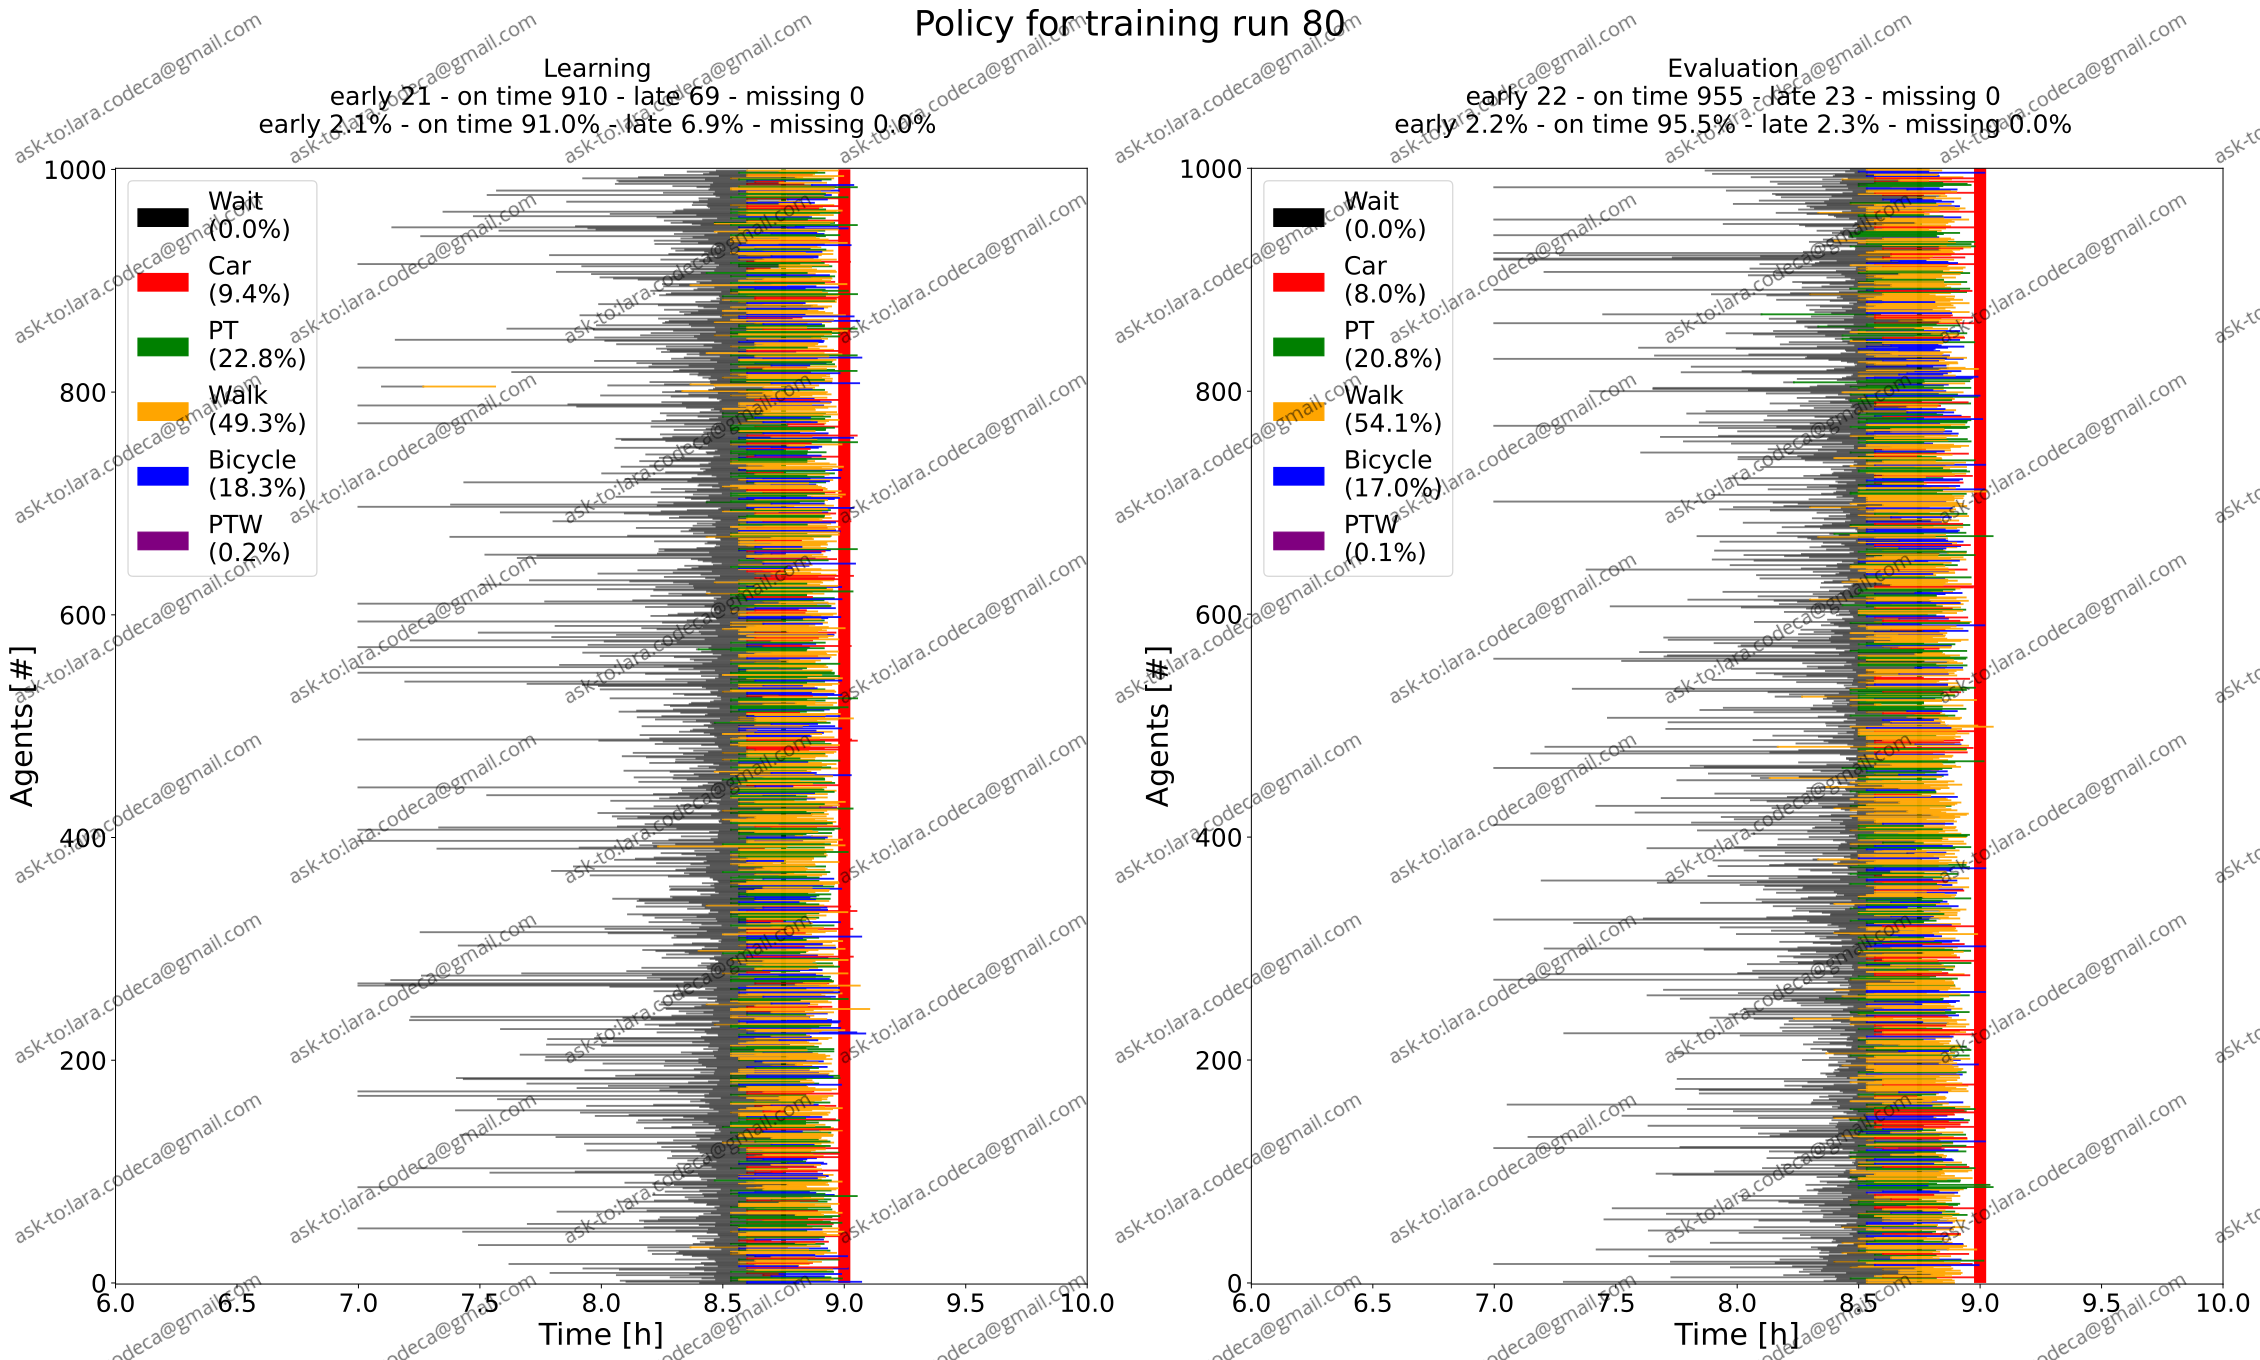 Policy for training run 80
Learning
early 21 - on time 910 - late 69 - missing 0
early 2.1% - on time 91.0% - late 6.9% - missing 0.0%
1000
800
600
400
200
0
Agents [#]
Wait
(0.0%)
Car
(9.4%)
PT
(22.8%)
Walk
(49.3%)
Bicycle
(18.3%)
PTW
(0.2%)
6.0 6.5 7.0 7.5 8.0 8.5 9.0 9.5 10.0
Time [h]
Evaluation
early 22 - on time 955 - late 23 - missing 0
early 2.2% - on time 95.5% - late 2.3% - missing 0.0%
1000
800
600
400
200
0
Agents [#]
Wait
(0.0%)
Car
(8.0%)
PT
(20.8%)
Walk
(54.1%)
Bicycle
(17.0%)
PTW
(0.1%)
6.0 6.5 7.0 7.5 8.0 8.5 9.0 9.5 10.0
Time [h]
ask-to:lara.codeca@gmail.com